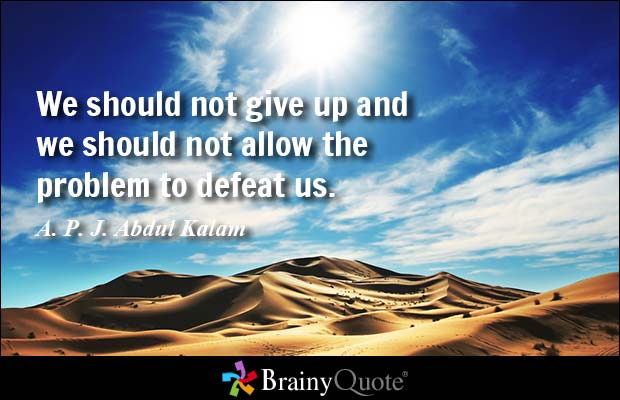 We should not give up and
we should not allow the
problem to defeat us.
A. P. J. Abdul Kalam
BrainyQuote®